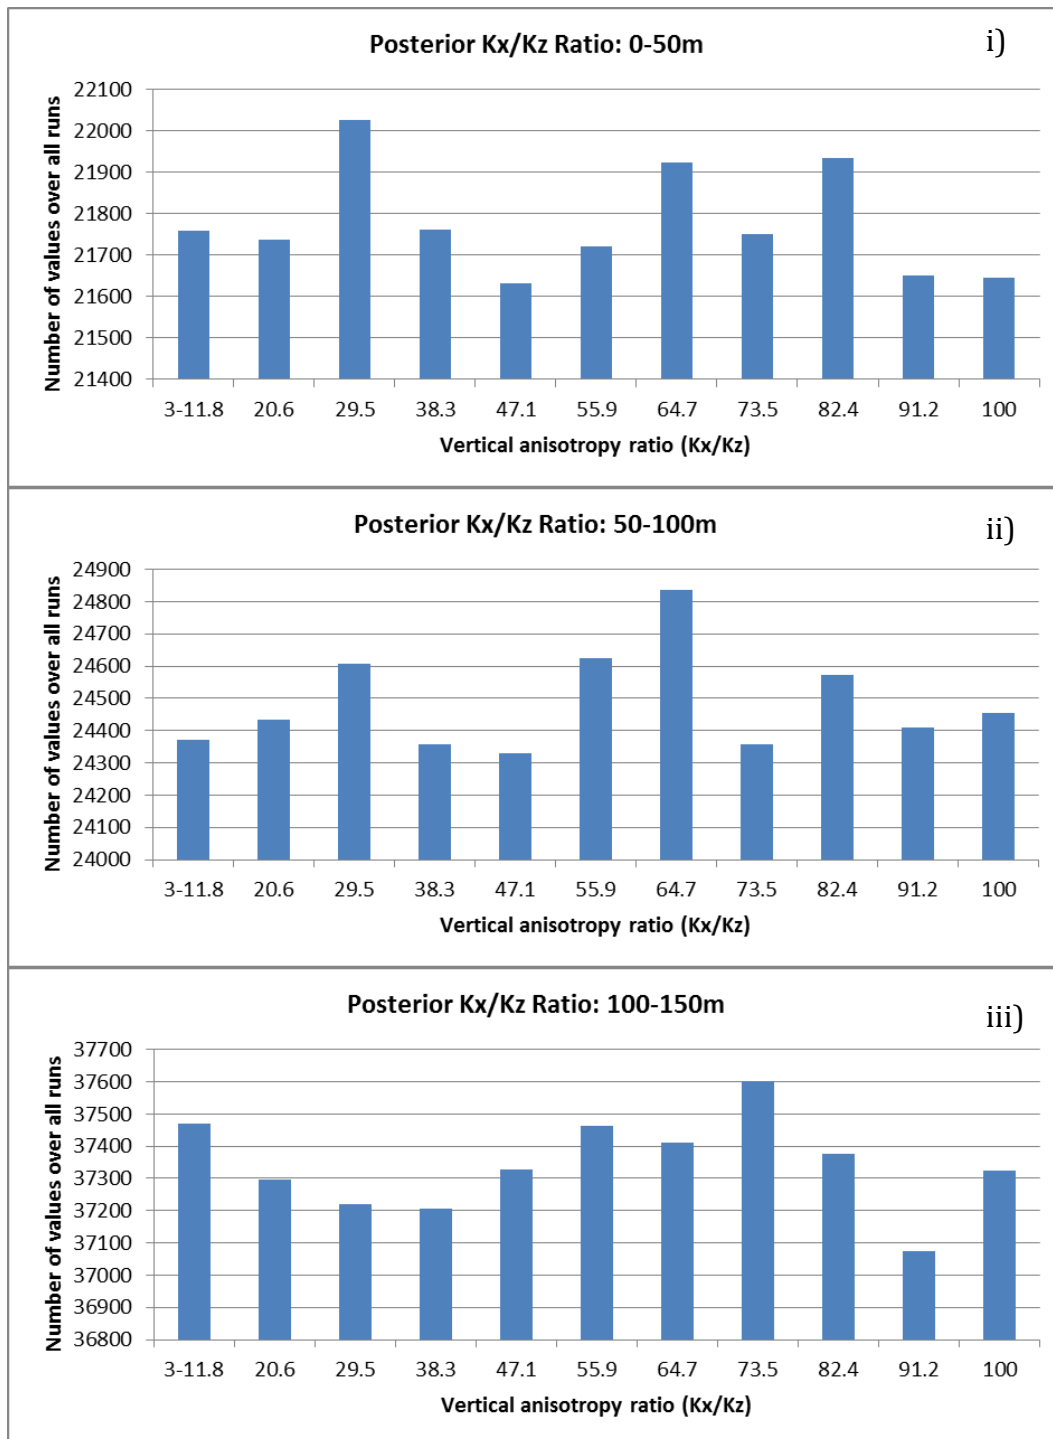 Posterior Kx/Kz Ratio: 0-50m
i)
Number of values over all runs
22100
22000
21900
21800
21700
21600
21500
21400
3-11.8 20.6 29.5 38.3 47.1 55.9 64.7 73.5 82.4 91.2 100
Vertical anisotropy ratio (Kx/Kz)
Posterior Kx/Kz Ratio: 50-100m
ii)
Number of values over all runs
24900
24800
24700
24600
24500
24400
24300
24200
24100
24000
3-11.8 20.6 29.5 38.3 47.1 55.9 64.7 73.5 82.4 91.2 100
Vertical anisotropy ratio (Kx/Kz)
Posterior Kx/Kz Ratio: 100-150m
iii)
Number of values over all runs
37700
37600
37500
37400
37300
37200
37100
37000
36900
36800
3-11.8 20.6 29.5 38.3 47.1 55.9 64.7 73.5 82.4 91.2 100
Vertical anisotropy ratio (Kx/Kz)